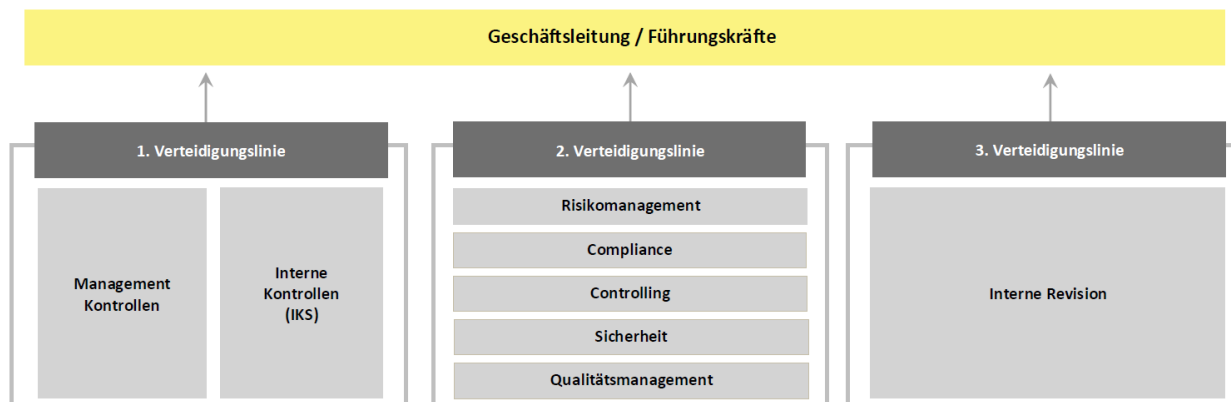 Geschäftsleitung / Führungskräfte
1. Verteidigungslinie
Management
Kontrollen
Interne
Kontrollen
(IKS)
2. Verteidigungslinie
Risikomanagement
Compliance
Controlling
Sicherheit
Qualitätsmanagement
3. Verteidigungslinie
Interne Revision